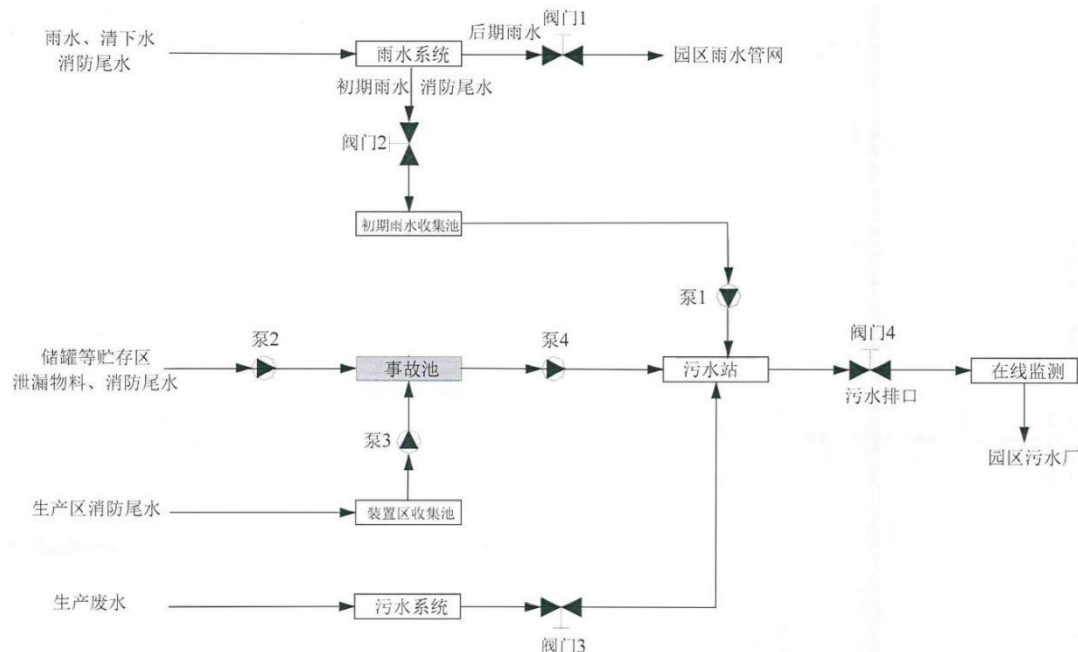 雨水、清下水
消防尾水
雨水系统
后期雨水
阀门1
园区雨水管网
初期雨水
消防尾水
阀门2
初期雨水收集池
泵1
储罐等贮存区
泄漏物料、消防尾水
泵2
事故池
泵4
污水站
阀门4
污水排口
在线监测
园区污水厂
泵3
生产区消防尾水
装置区收集池
生产废水
污水系统
阀门3